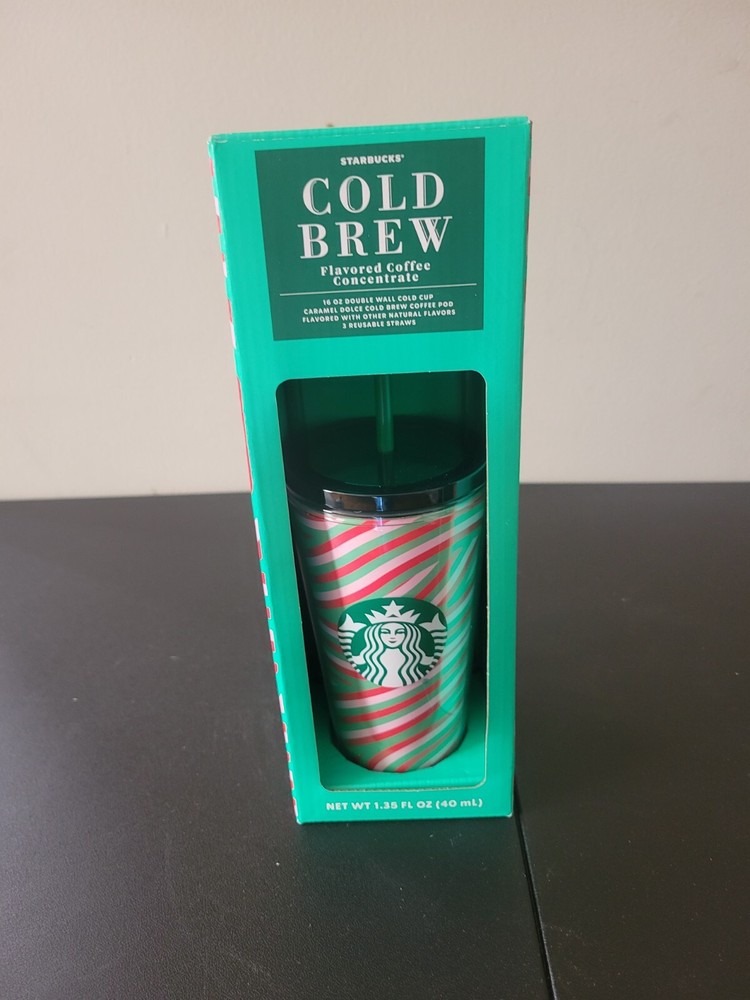 STARBUCKS®
COLD
BREW
Flavored Coffee
Concentrate
16 OZ DOUBLE WALL COLD CUP
CARAMEL DOLCE COLD BREW COFFEE POD
FLAVORED WITH OTHER NATURAL FLAVORS
3 REUSABLE STRAWS
NET WT 1.35 FL OZ (40 mL)